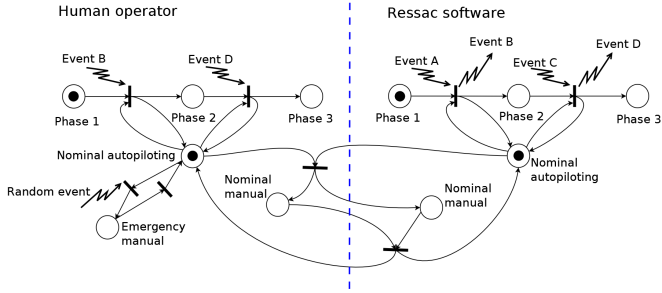 Human operator
Ressac software
Event B
Event D
Event A
Event B
Event C
Event D
Phase 1
Phase 2
Phase 3
Phase 1
Phase 2
Phase 3
Nominal autopiloting
Nominal
autopiloting
Random event
Nominal
manual
Nominal
manual
Emergency
manual